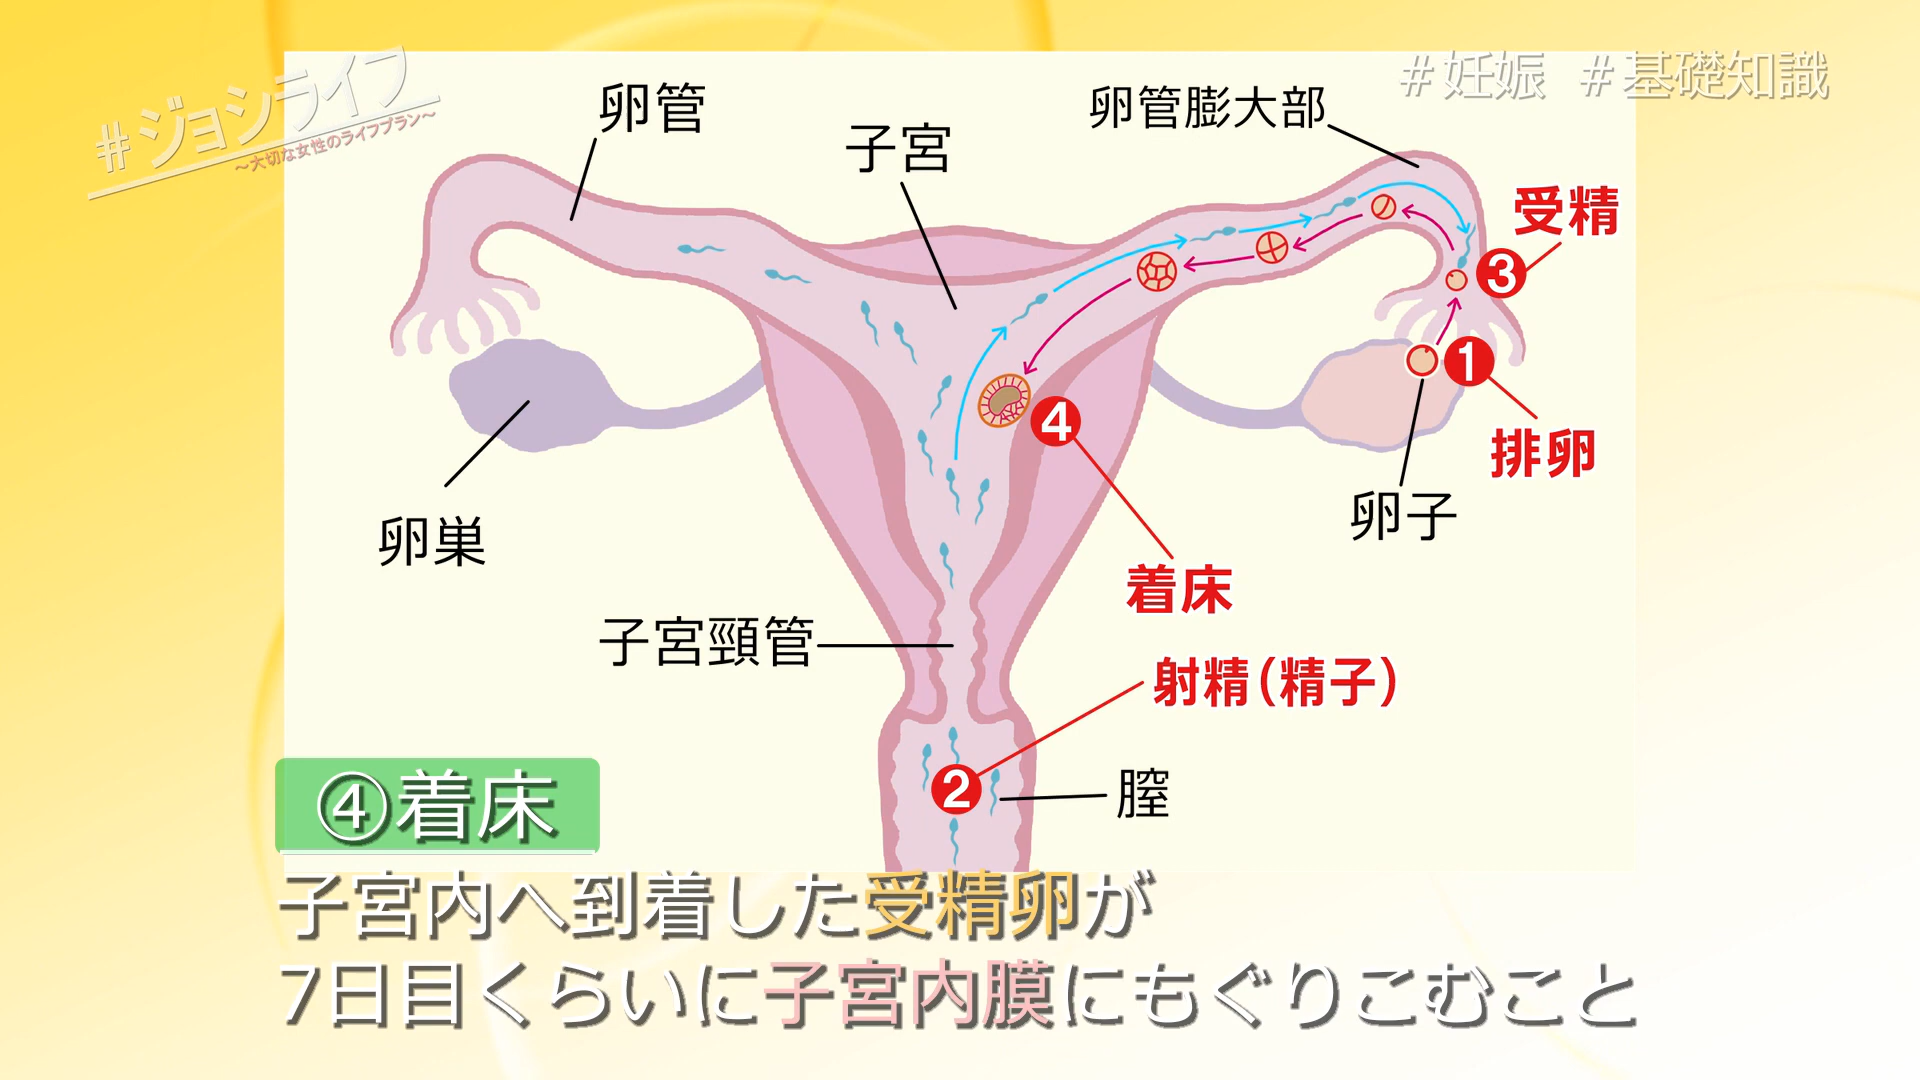 #ジョシライフ
~大切な女性のライフプラン~
#妊娠 #基礎知識
卵管
子宮
卵管膨大部
受精
③
①
排卵
卵子
④
着床
卵巣
子宮頸管
射精(精子)
②
膣
④着床
子宮内へ到着した受精卵が
7日目くらいに子宮内膜にもぐりこむこと